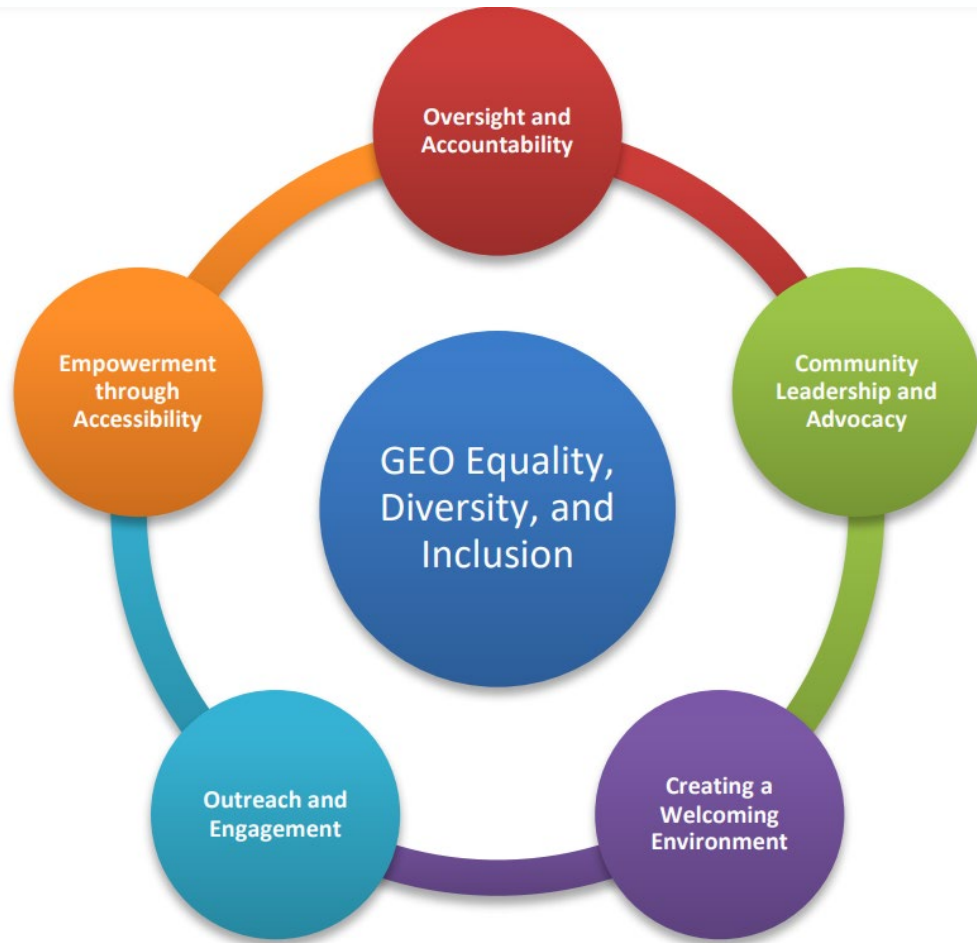 Oversight and
Accountability
Community
Leadership and
Advocacy
Creating a
Welcoming
Environment
Outreach and
Engagement
Empowerment
through
Accessibility
GEO Equality,
Diversity, and
Inclusion